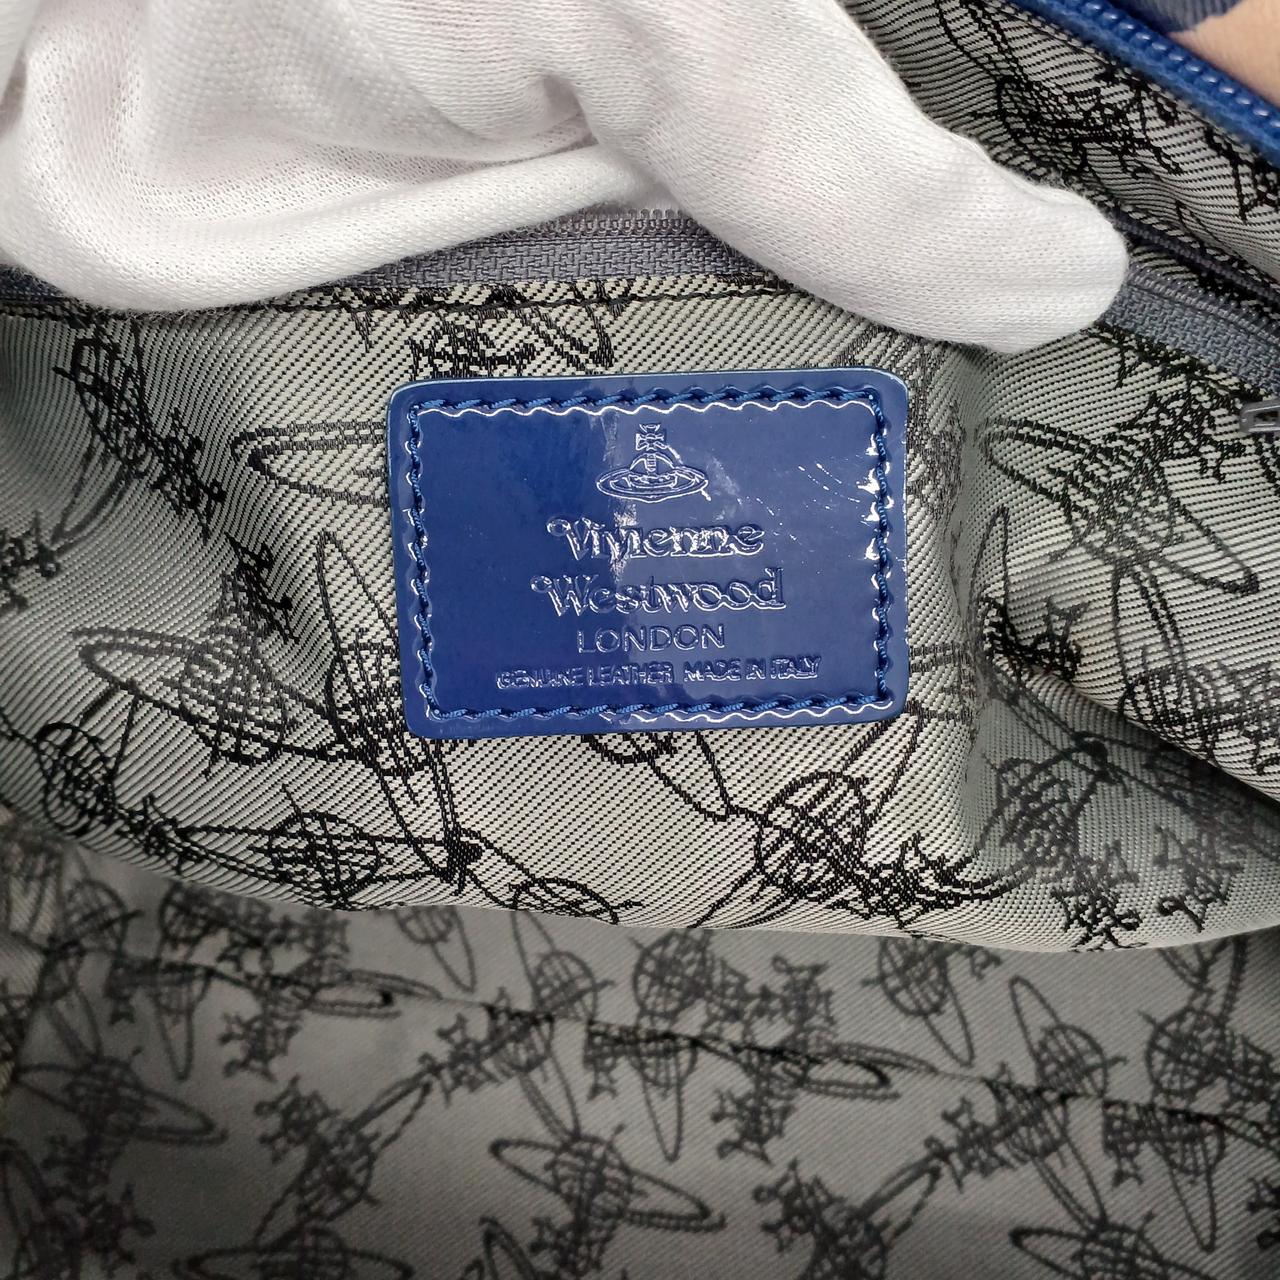 Vivienne
Westwood
LONDON
GENUINE LEATHER MADE IN ITALY